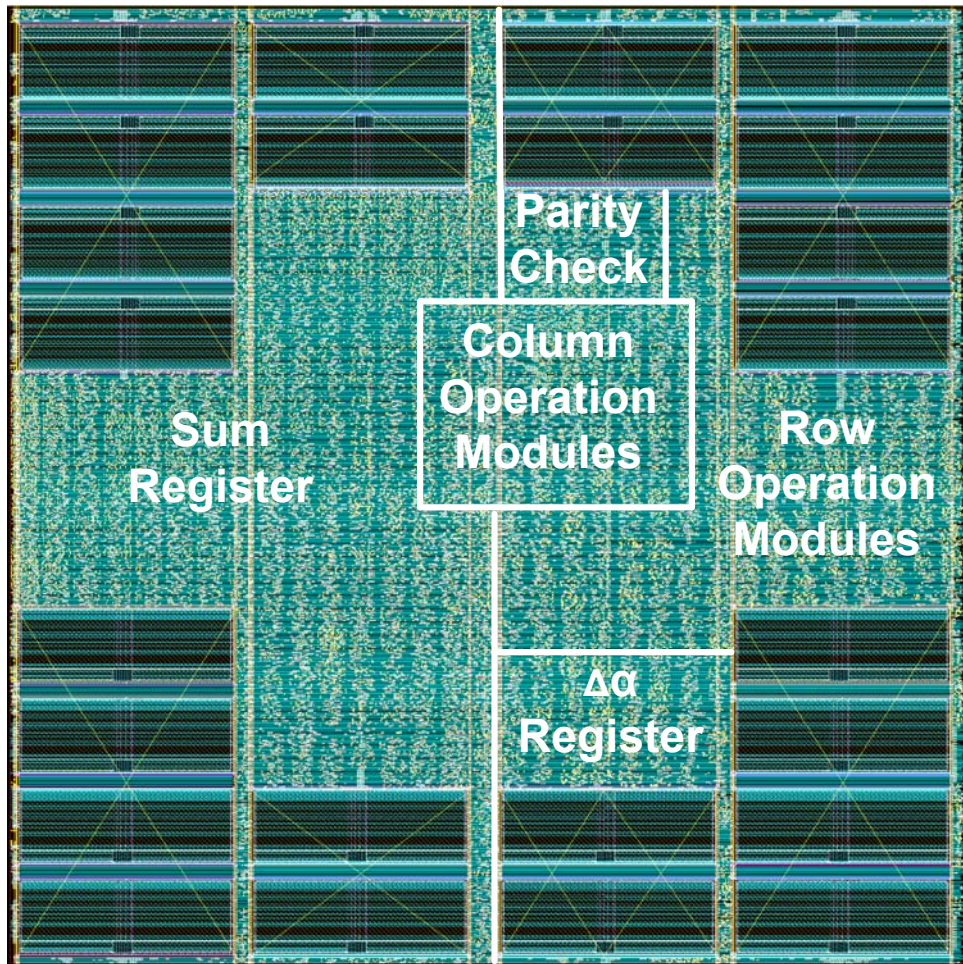 Parity
Check
Column
Operation
Modules
Sum
Register
Row
Operation
Modules
Δα
Register